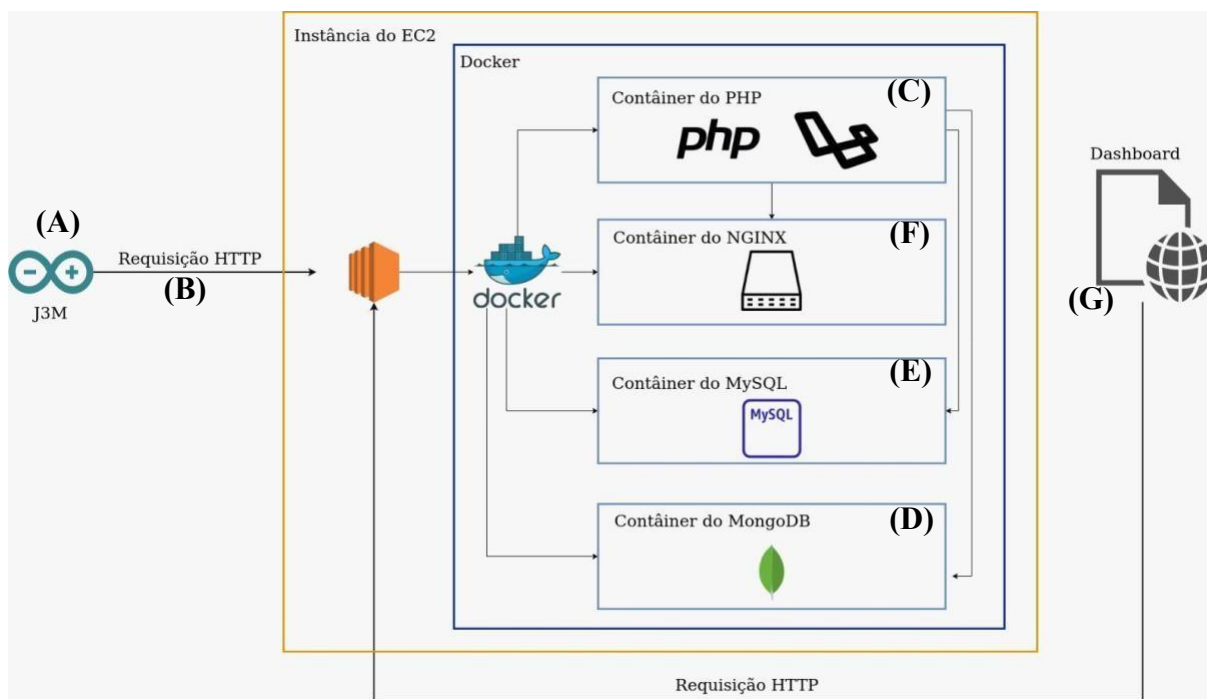 Instância do EC2
Docker
Contâiner do PHP
(C)
php
Dashboard
(A)
Requisição HTTP
(B)
J3M
docker
Contâiner do NGINX
(F)
(G)
Contâiner do MySQL
(E)
MySQL
Contâiner do MongoDB
(D)
Requisição HTTP